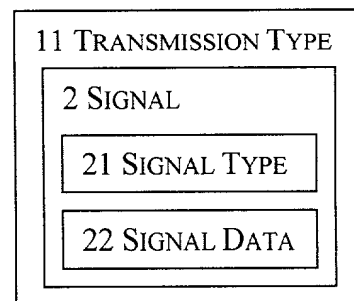 11 TRANSMISSION TYPE
2 SIGNAL
21 SIGNAL TYPE
22 SIGNAL DATA